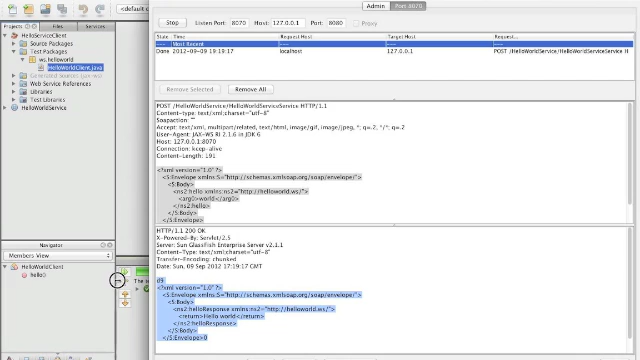 <default co
Projects
Files
Services
HelloServiceClient
Source Packages
Test Packages
ws.helloworld
HelloWorldClient.java
Generated Sources
Web Service References
Libraries
Test Libraries
HelloWorldService
Navigator
Members View
HelloWorldClient
hello()
Admin
Port 8070
Stop
Listen Port:
8070
Host:
127.0.0.1
Port:
8080
Proxy
State
Time
Request Host
Target Host
Request...
---
Most Recent
---
---
---
Done
2012-09-09 19:19:17
localhost
127.0.0.1
POST /HelloWorldService/HelloWorldService H
Remove Selected
Remove All
POST /HelloWorldService/HelloWorldServiceService HTTP/1.1
Content-type: text/xml;charset="utf-8"
Soapaction: ""
Accept: text/xml, multipart/related, text/html, image/gif, image/jpeg, *; q=.2, */*; q=.2
User-Agent: JAX-WS RI 2.1.6 in JDK 6
Host: 127.0.0.1:8070
Connection: keep-alive
Content-Length: 191
<?xml version="1.0" ?>
<S:Envelope xmlns:S="http://schemas.xmlsoap.org/soap/envelope/">
<S:Body>
<ns2:hello xmlns:ns2="http://helloworld.ws/">
<arg0>world</arg0>
</ns2:hello>
</S:Body>
</S:Envelope>
HTTP/1.1 200 OK
X-Powered-By: Servlet/2.5
Server: Sun GlassFish Enterprise Server v2.1.1
Content-Type: text/xml;charset="utf-8"
Transfer-Encoding: chunked
Date: Sun, 09 Sep 2012 17:19:17 GMT
d9
<?xml version="1.0" ?>
<S:Envelope xmlns:S="http://schemas.xmlsoap.org/soap/envelope/">
<S:Body>
<ns2:helloResponse xmlns:ns2="http://helloworld.ws/">
<return>Hello world</return>
</ns2:helloResponse>
</S:Body>
</S:Envelope>0